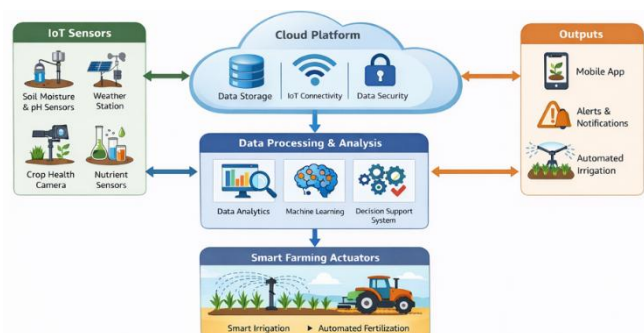 IoT Sensors
Soil Moisture
& pH Sensors
Weather
Station
Crop Health
Camera
Nutrient
Sensors
Cloud Platform
Data Storage
IoT Connectivity
Data Security
Data Processing & Analysis
Data Analytics
Machine Learning
Decision Support
System
Smart Farming Actuators
Smart Irrigation ▶ Automated Fertilization
Outputs
Mobile App
Alerts &
Notifications
Automated
Irrigation